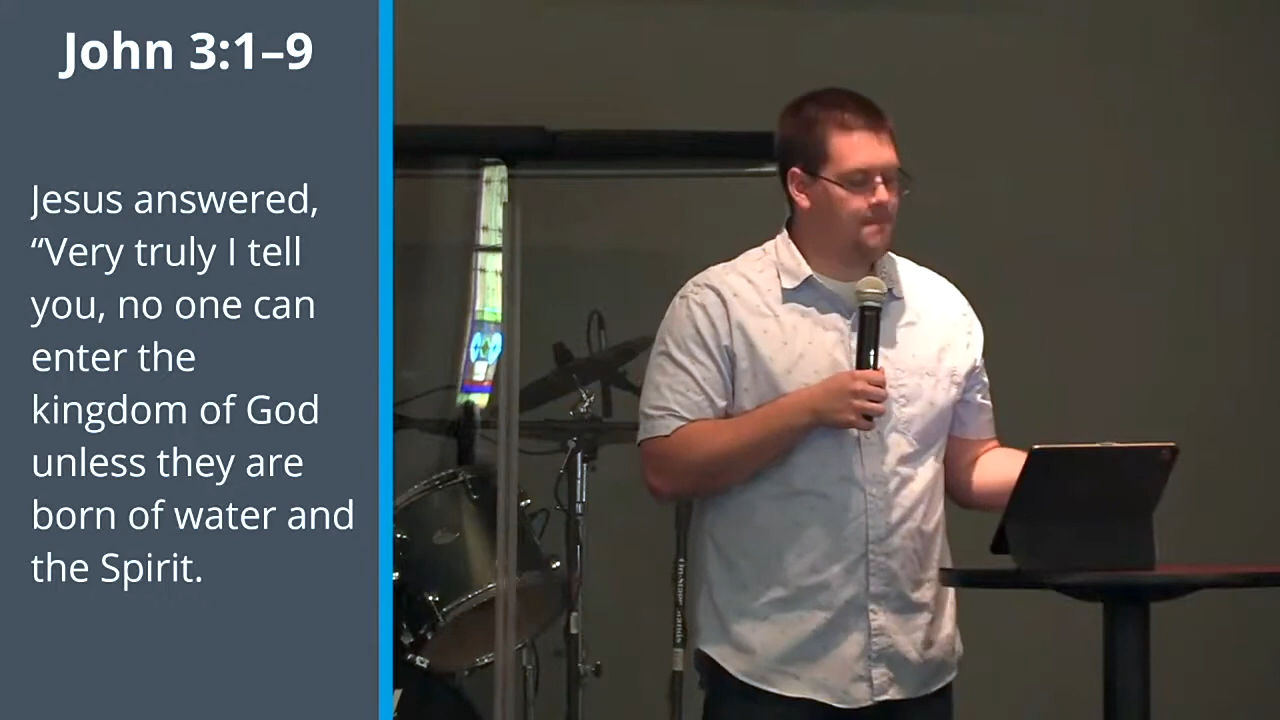 John 3:1–9
Jesus answered,
“Very truly I tell
you, no one can
enter the
kingdom of God
unless they are
born of water and
the Spirit.